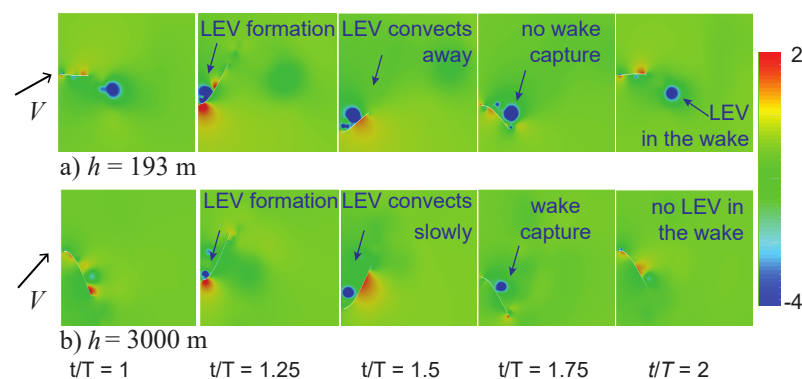 LEV formation
LEV convects
away
no wake
capture
LEV
in the wake
V
2
a) h = 193 m
LEV formation
LEV convects
slowly
wake
capture
no LEV in
the wake
V
-4
b) h = 3000 m
t/T = 1
t/T = 1.25
t/T = 1.5
t/T = 1.75
t/T = 2